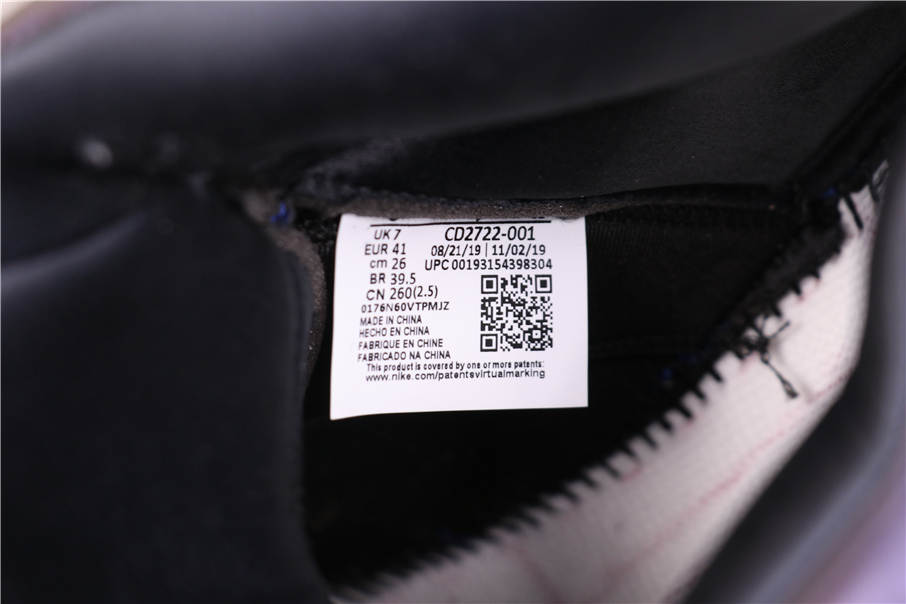 UK 7 CD2722-001
EUR 41 08/21/19 | 11/02/19
cm 26 UPC 00193154398304
BR 39.5
CN 260(2.5)
0176N60VTPMJZ
MADE IN CHINA
HECHO EN CHINA
FABRIQUE EN CHINE
FABRICADO NA CHINA
This product is covered by one or more patents:
www.nike.com/patentsvirtualmarking